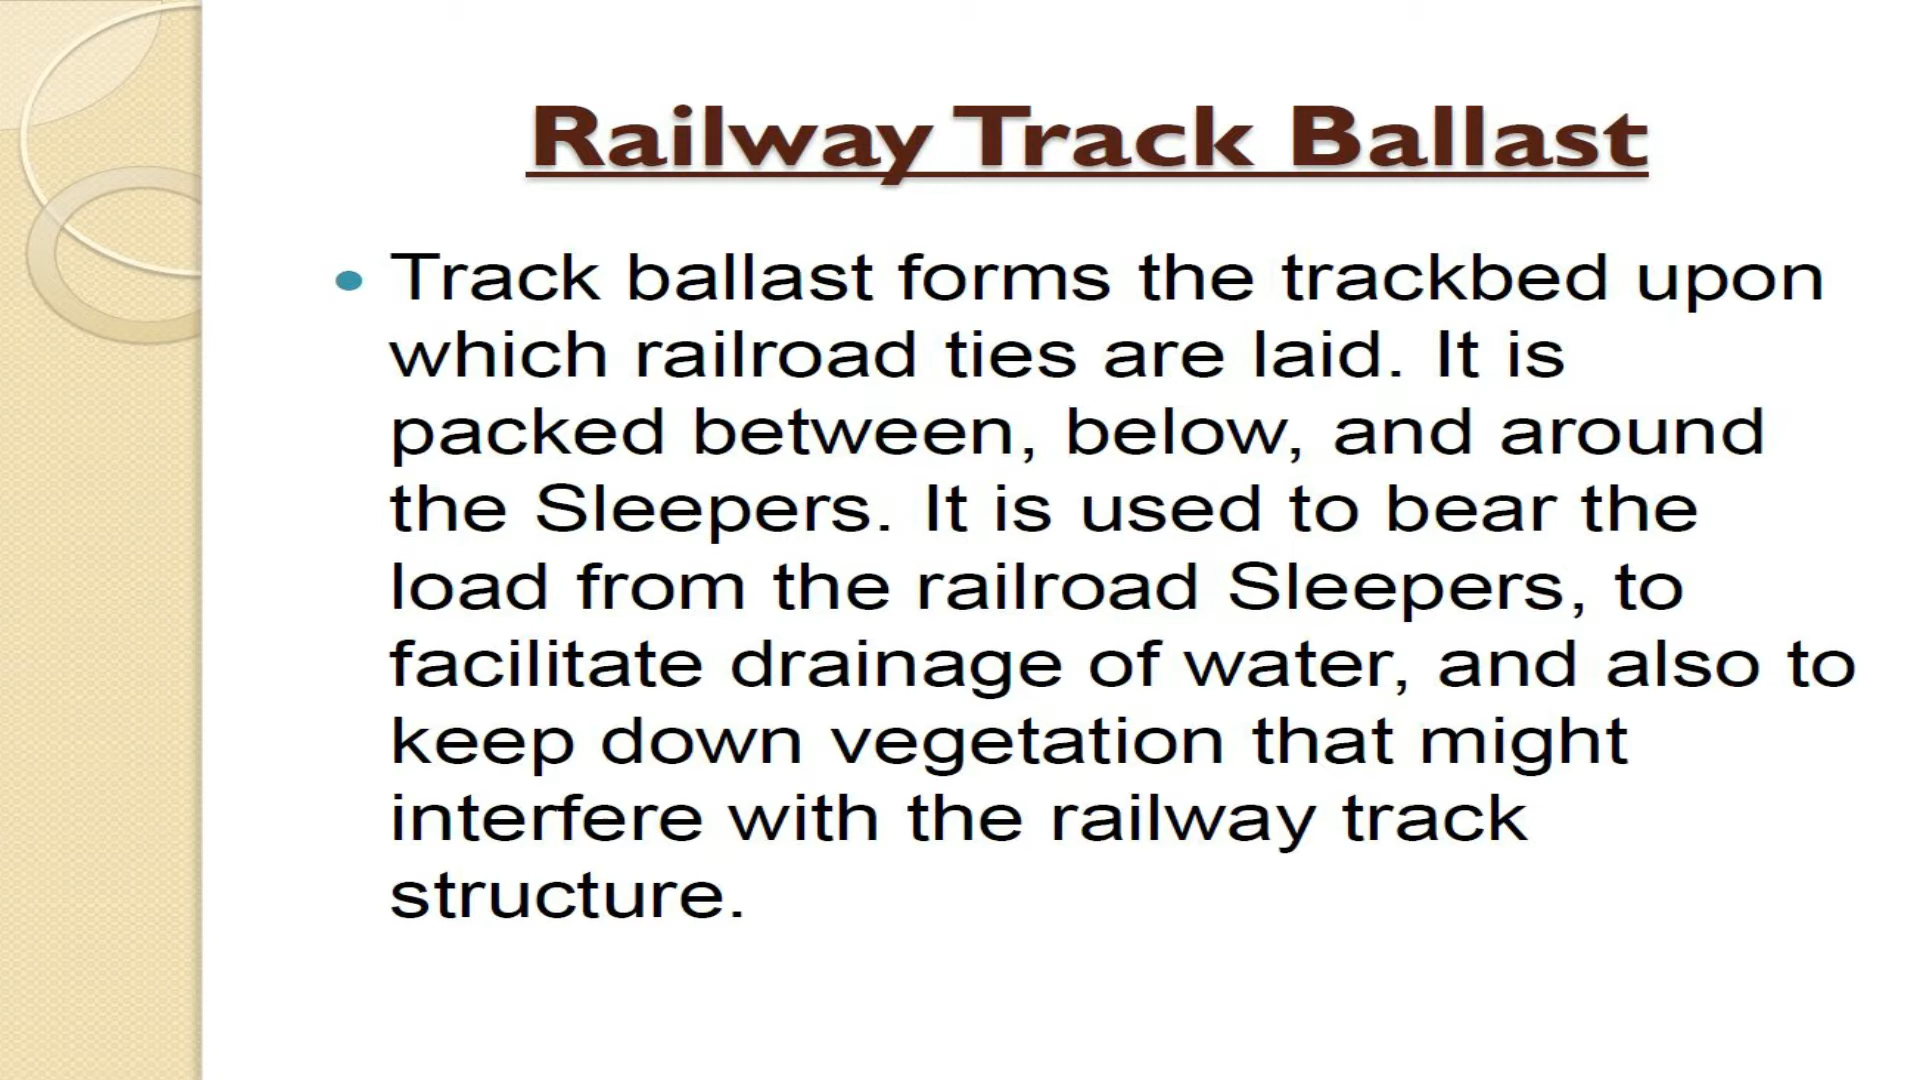 Railway Track Ballast
• Track ballast forms the trackbed upon
which railroad ties are laid. It is
packed between, below, and around
the Sleepers. It is used to bear the
load from the railroad Sleepers, to
facilitate drainage of water, and also to
keep down vegetation that might
interfere with the railway track
structure.